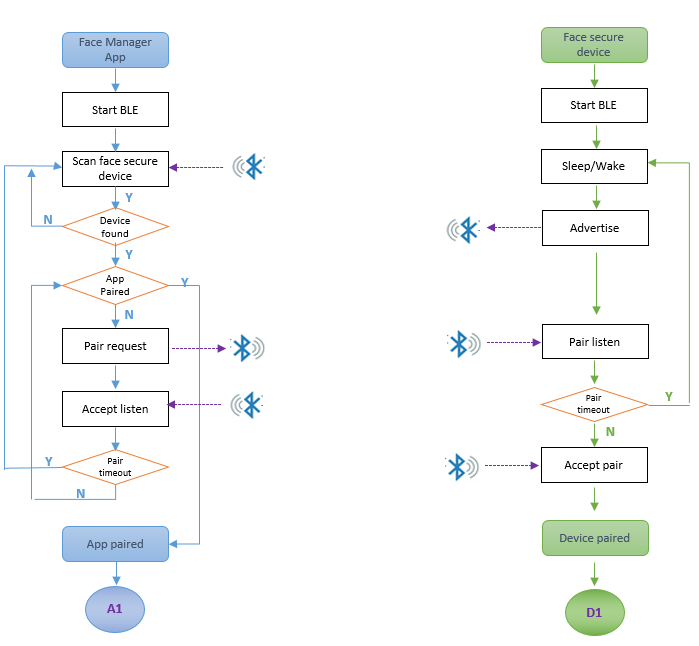 Face Manager
App
Start BLE
Scan face secure
device
Y
N
Device
found
Y
App
Paired
Y
N
Pair request
Accept listen
Y
Pair
timeout
N
App paired
A1
Face secure
device
Start BLE
Sleep/Wake
Advertise
Pair listen
Pair
timeout
Y
N
Accept pair
Device paired
D1